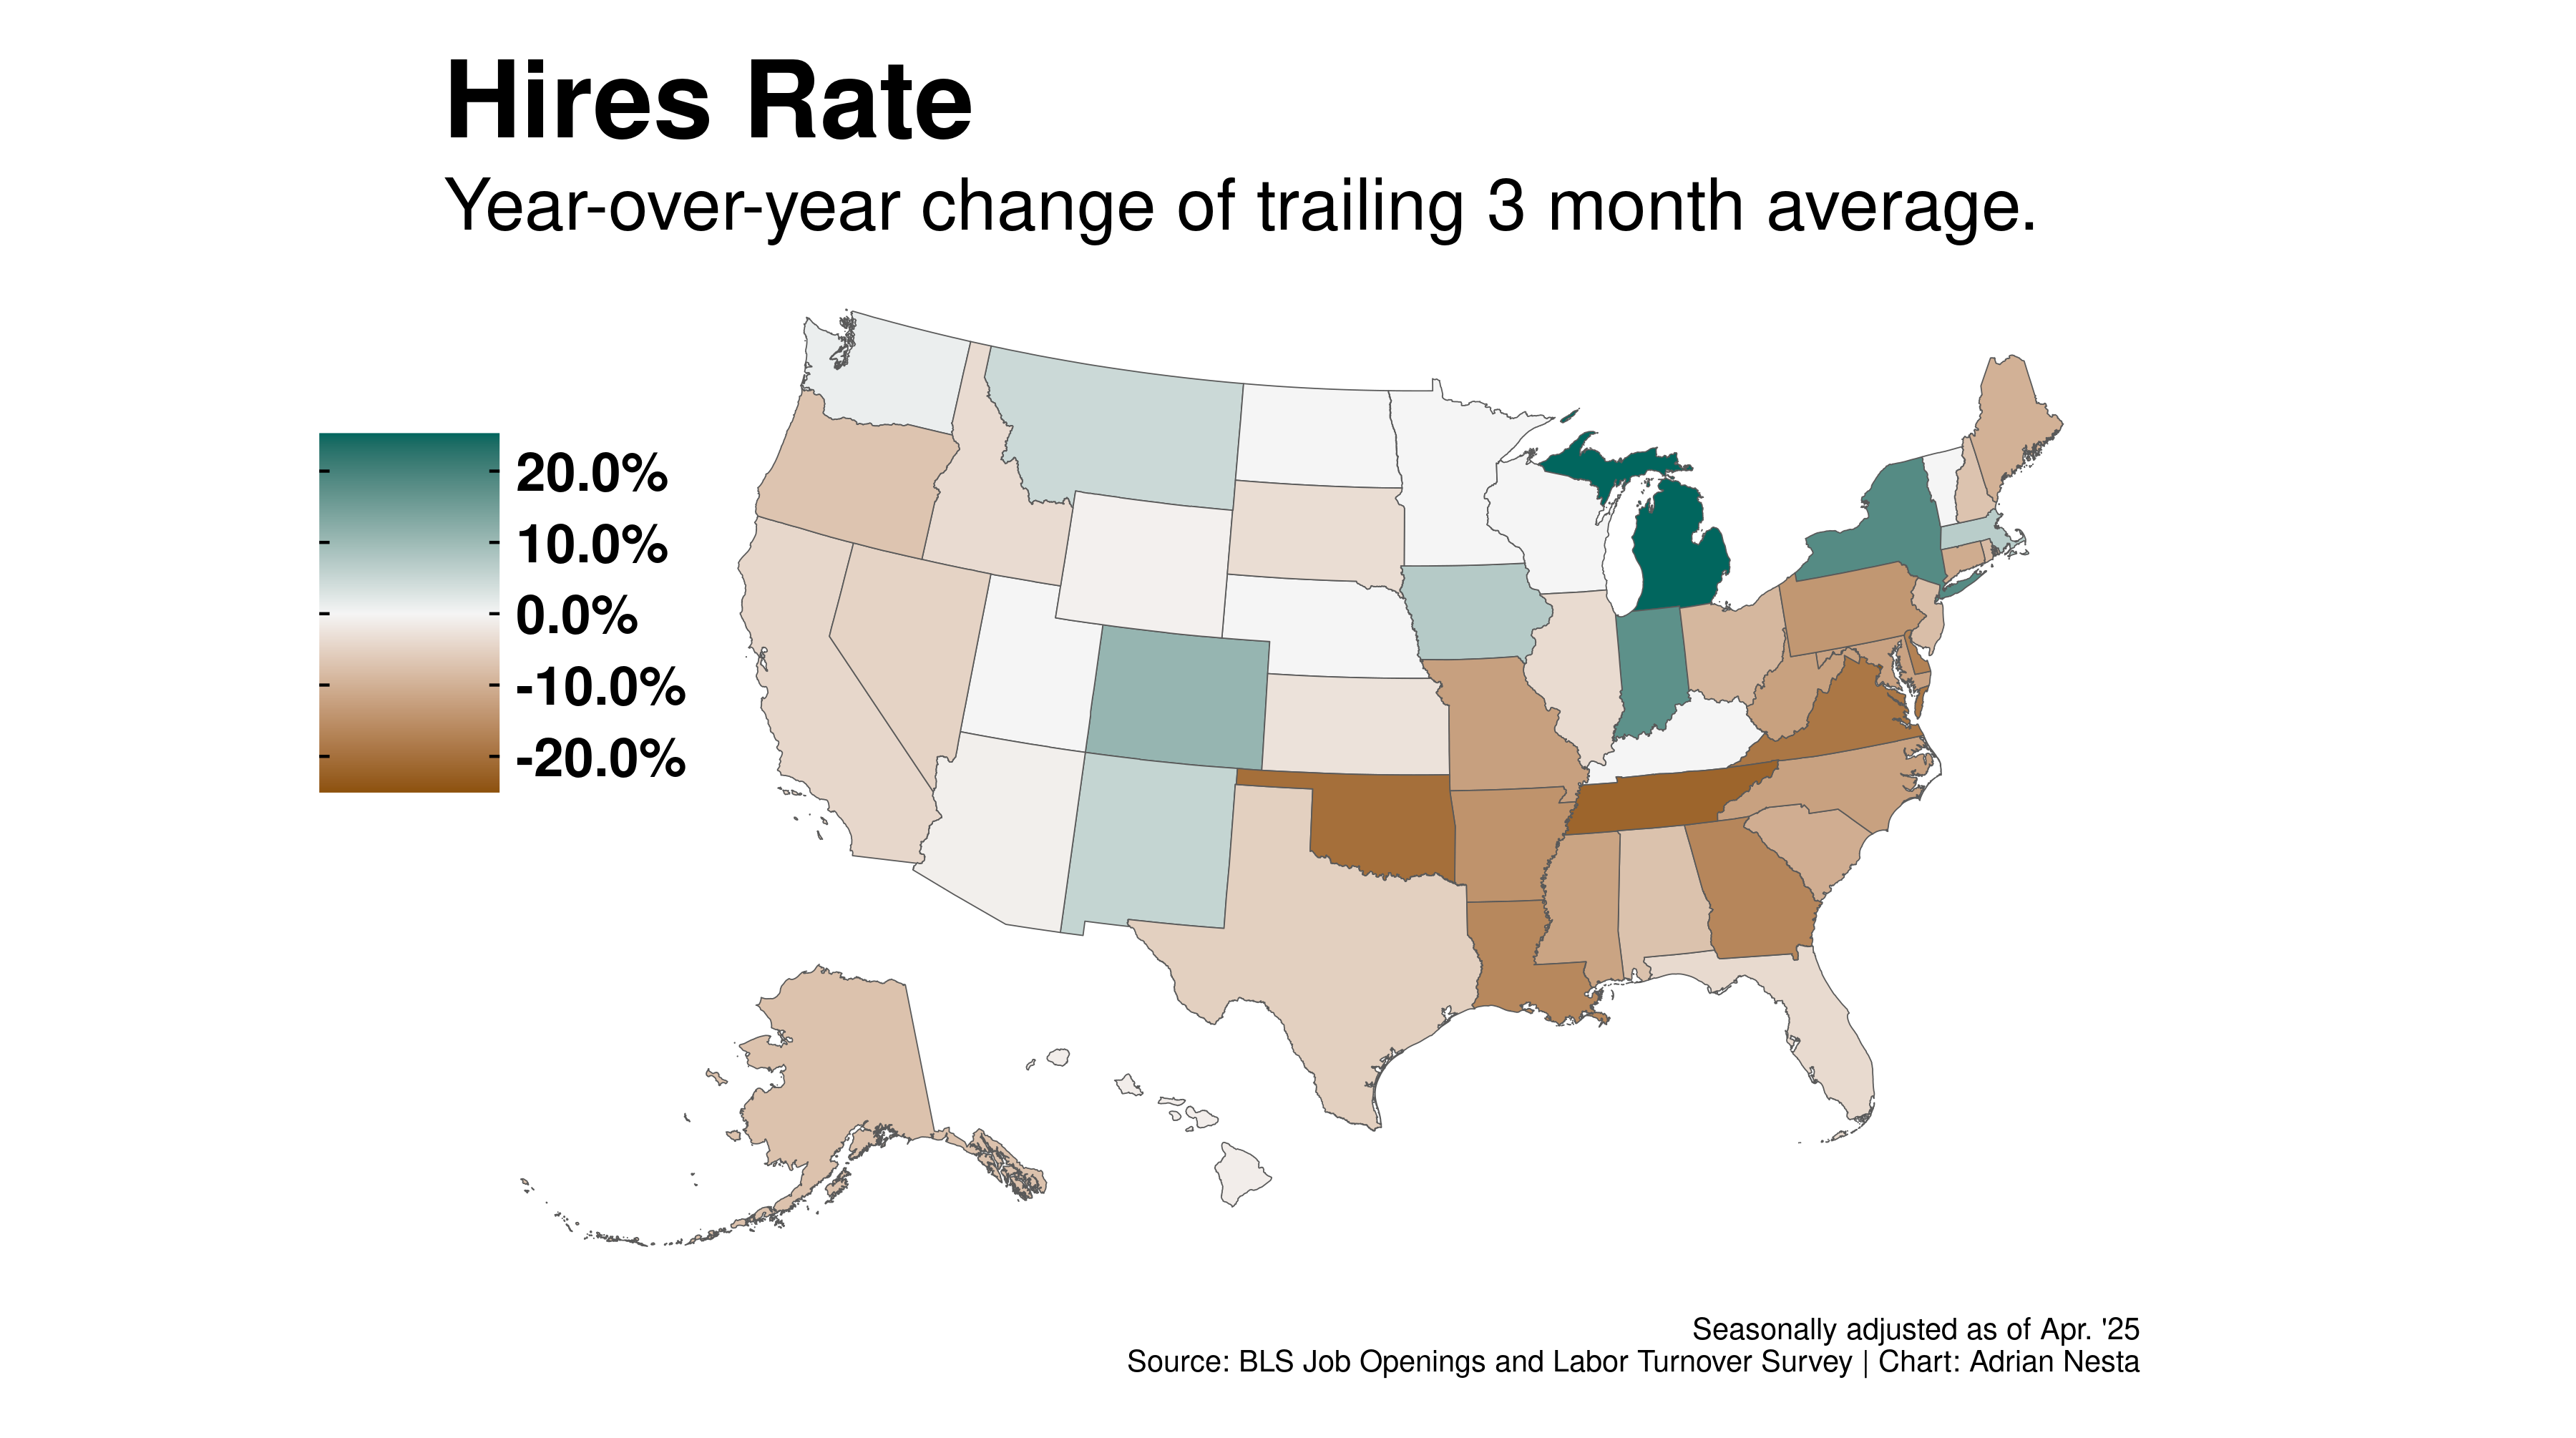 Hires Rate
Year-over-year change of trailing 3 month average.
20.0%
10.0%
0.0%
-10.0%
-20.0%
Seasonally adjusted as of Apr. '25
Source: BLS Job Openings and Labor Turnover Survey | Chart: Adrian Nesta